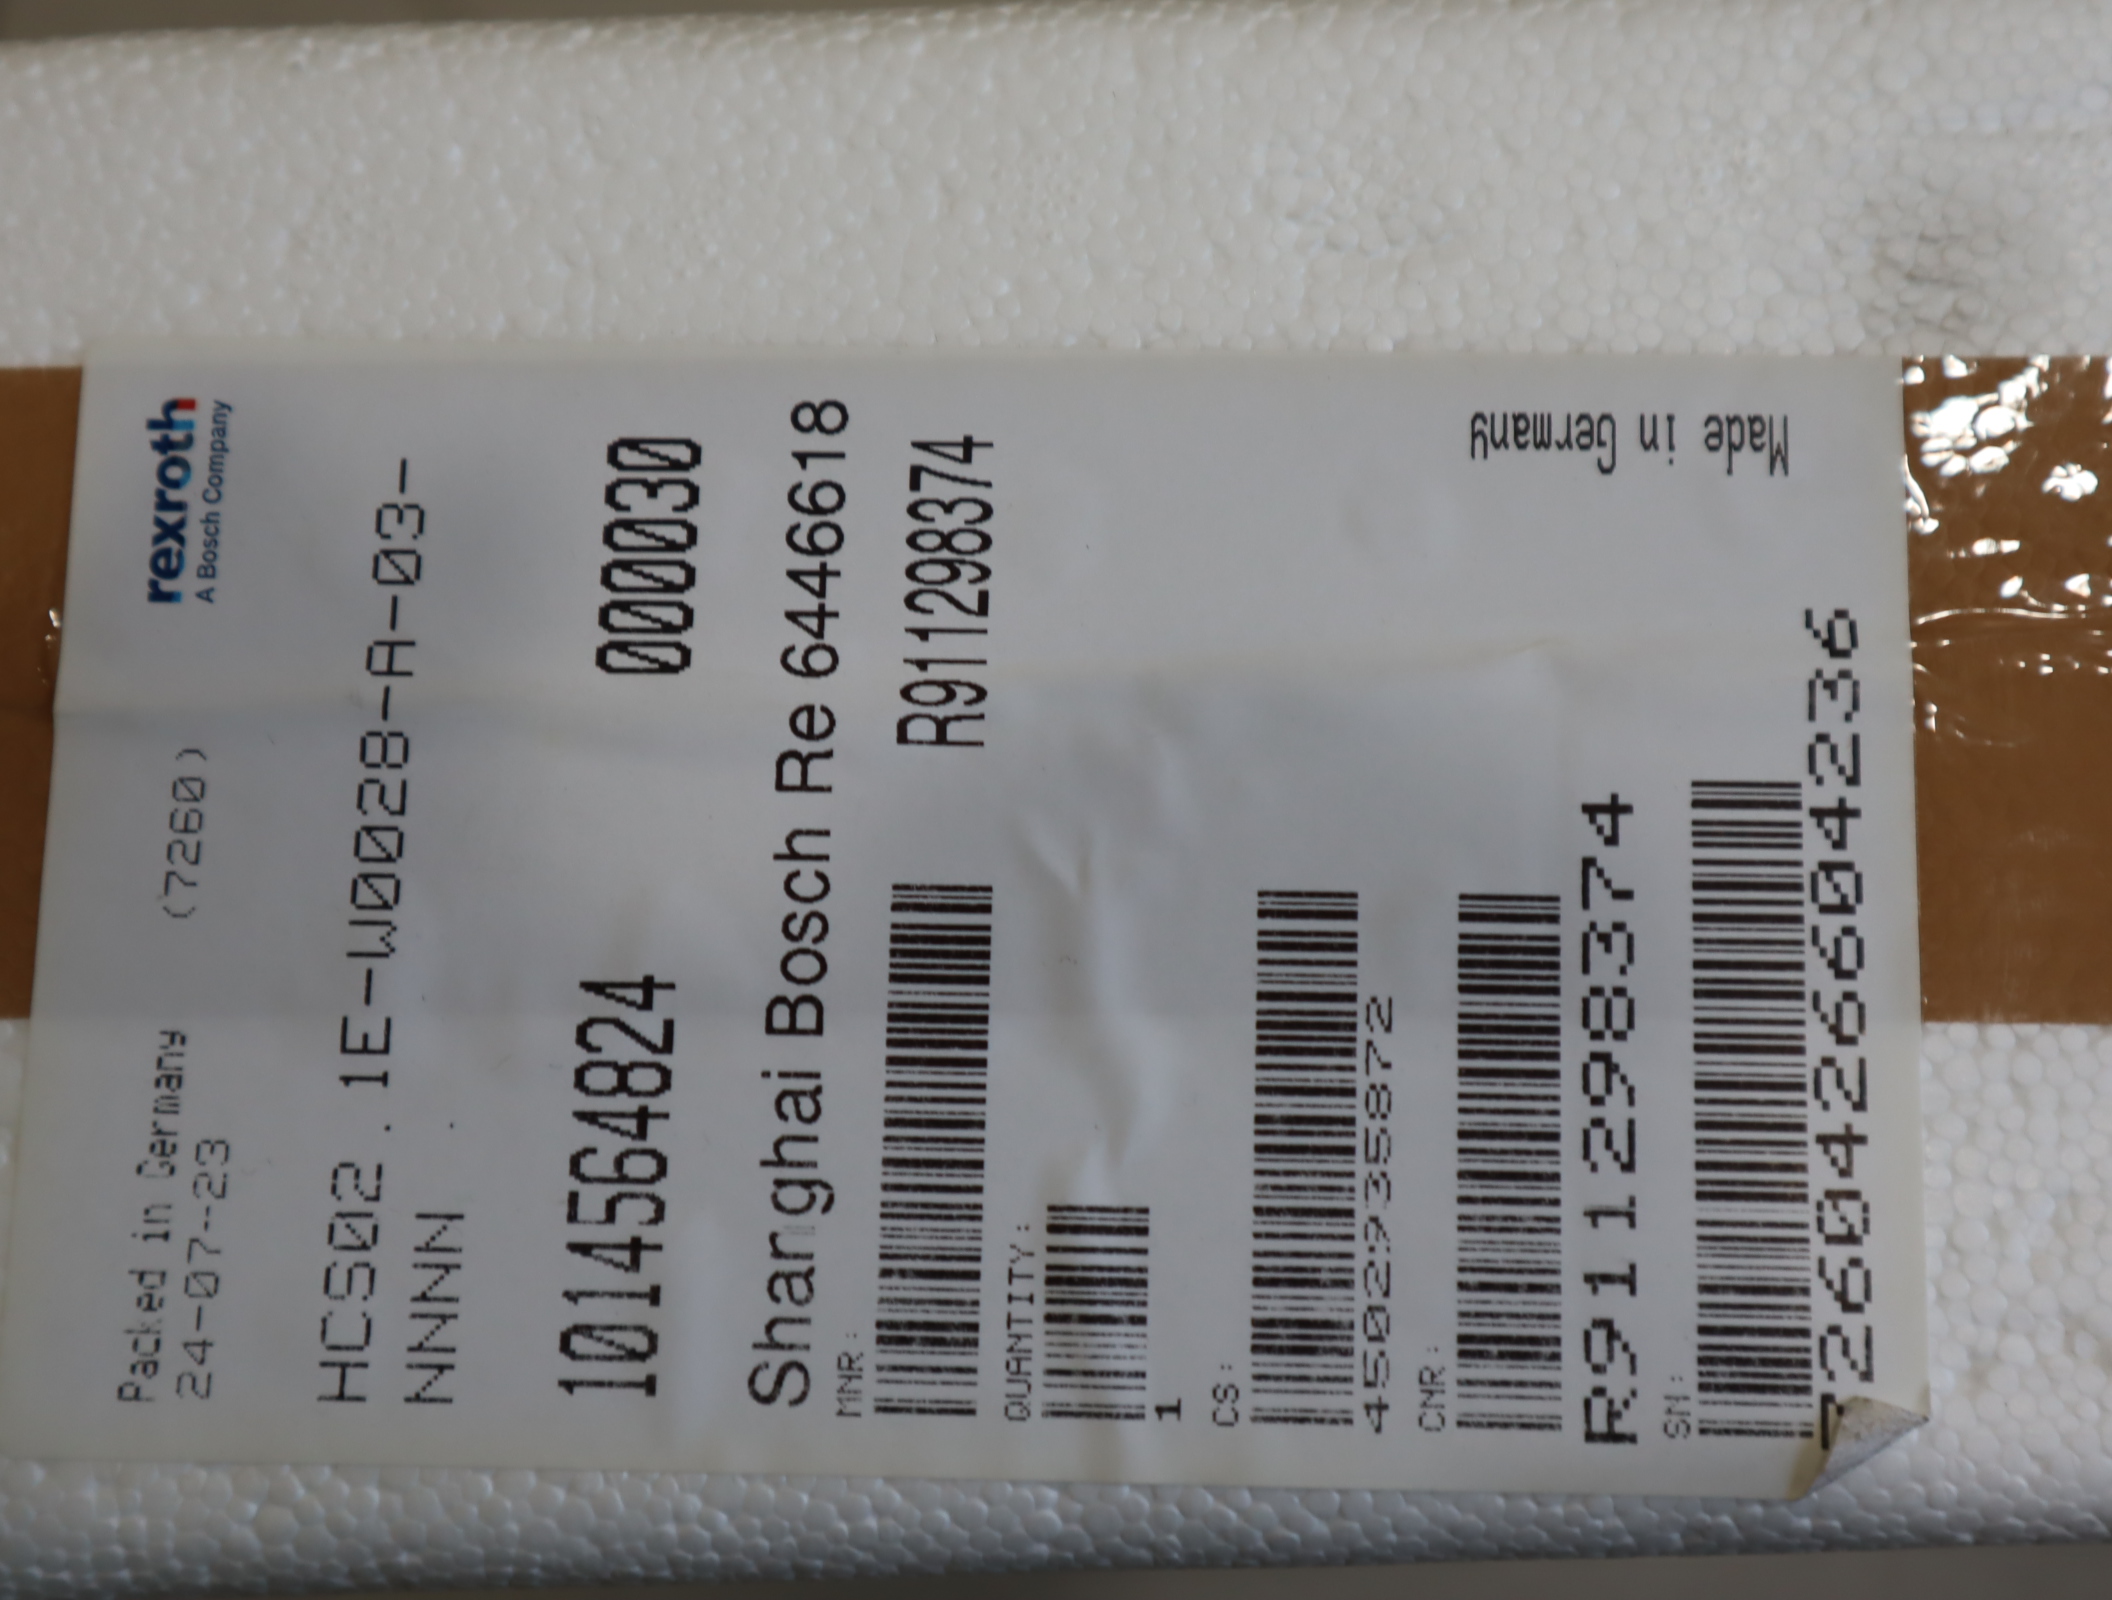 Packed in Germany (7260) rexroth
24-07-23 A Bosch Company
HCS02.1E-W0028-A-03-
NNNN
1014564824 000030
Shanghai Bosch Re 6446618
MNR: R911298374
QUANTITY:
1
CS:
4502935872
CNR:
R911298374
SN:
7260426604236
Made in Germany